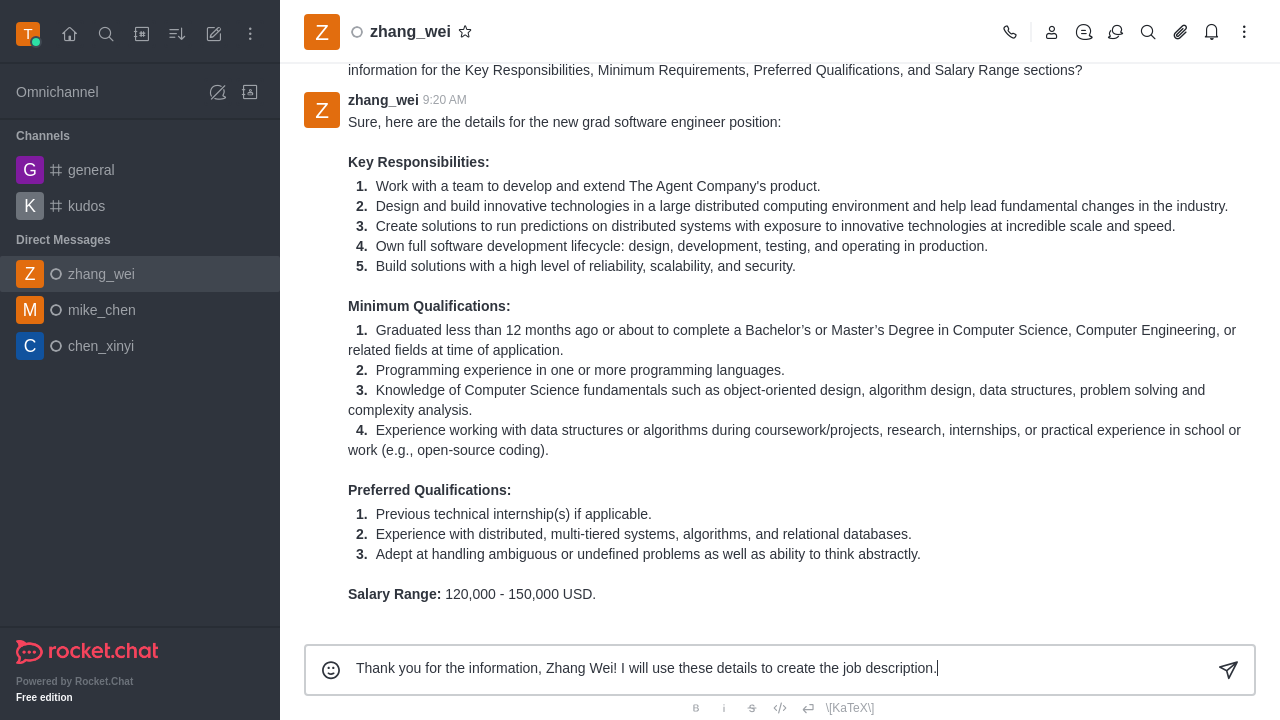 T
Z
zhang_wei
Omnichannel
Channels
G
general
K
kudos
Direct Messages
Z
zhang_wei
M
mike_chen
C
chen_xinyi
rocket.chat
Powered by Rocket.Chat
Free edition
information for the Key Responsibilities, Minimum Requirements, Preferred Qualifications, and Salary Range sections?
Z
zhang_wei 9:20 AM
Sure, here are the details for the new grad software engineer position:
Key Responsibilities:
1. Work with a team to develop and extend The Agent Company's product.
2. Design and build innovative technologies in a large distributed computing environment and help lead fundamental changes in the industry.
3. Create solutions to run predictions on distributed systems with exposure to innovative technologies at incredible scale and speed.
4. Own full software development lifecycle: design, development, testing, and operating in production.
5. Build solutions with a high level of reliability, scalability, and security.
Minimum Qualifications:
1. Graduated less than 12 months ago or about to complete a Bachelor’s or Master’s Degree in Computer Science, Computer Engineering, or
related fields at time of application.
2. Programming experience in one or more programming languages.
3. Knowledge of Computer Science fundamentals such as object-oriented design, algorithm design, data structures, problem solving and
complexity analysis.
4. Experience working with data structures or algorithms during coursework/projects, research, internships, or practical experience in school or
work (e.g., open-source coding).
Preferred Qualifications:
1. Previous technical internship(s) if applicable.
2. Experience with distributed, multi-tiered systems, algorithms, and relational databases.
3. Adept at handling ambiguous or undefined problems as well as ability to think abstractly.
Salary Range: 120,000 - 150,000 USD.
Thank you for the information, Zhang Wei! I will use these details to create the job description.
B i S </> \[KaTeX\]